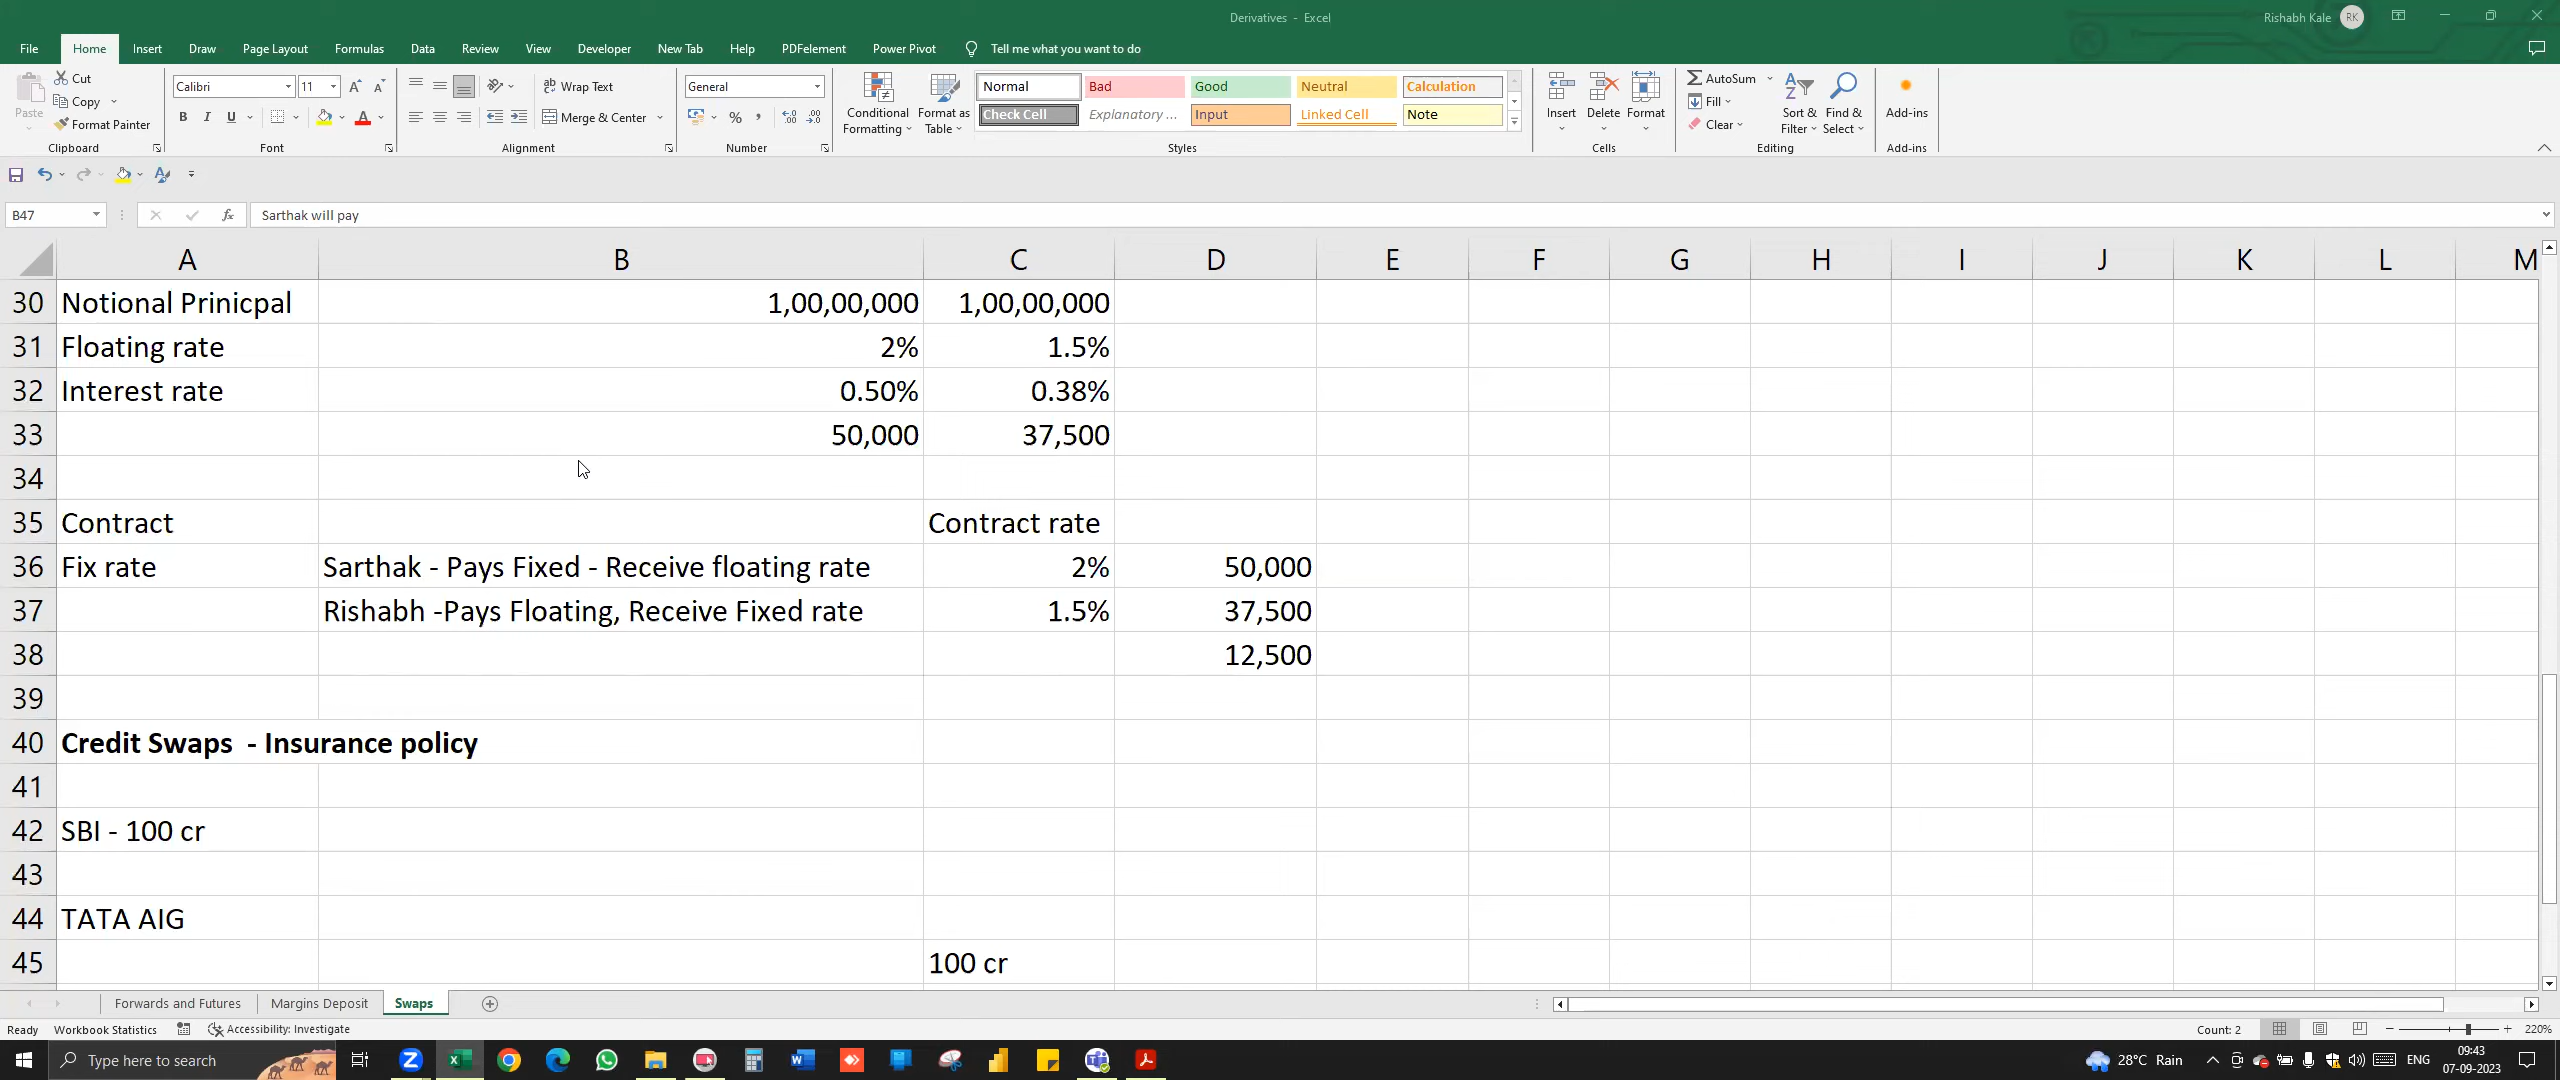 Derivatives - Excel
Rishabh Kale RK
File Home Insert Draw Page Layout Formulas Data Review View Developer New Tab Help PDFelement Power Pivot Tell me what you want to do
Paste
Cut
Copy
Format Painter
Clipboard
Calibri 11
B I U
Font
Wrap Text
Merge & Center
Alignment
General
%
Number
Conditional Formatting
Format as Table
Normal Bad Good Neutral Calculation
Check Cell Explanatory ... Input Linked Cell Note
Styles
Insert Delete Format
Cells
AutoSum
Fill
Clear
Sort & Filter
Find & Select
Editing
Add-ins
Add-ins
B47 fx Sarthak will pay
A B C D E F G H I J K L M
30 Notional Prinicpal 1,00,00,000 1,00,00,000
31 Floating rate 2% 1.5%
32 Interest rate 0.50% 0.38%
33 50,000 37,500
34
35 Contract Contract rate
36 Fix rate Sarthak - Pays Fixed - Receive floating rate 2% 50,000
37 Rishabh -Pays Floating, Receive Fixed rate 1.5% 37,500
38 12,500
39
40 Credit Swaps - Insurance policy
41
42 SBI - 100 cr
43
44 TATA AIG
45 100 cr
Forwards and Futures Margins Deposit Swaps
Ready Workbook Statistics Accessibility: Investigate Count: 2 220%
Type here to search
28°C Rain ENG 09:43
07-09-2023